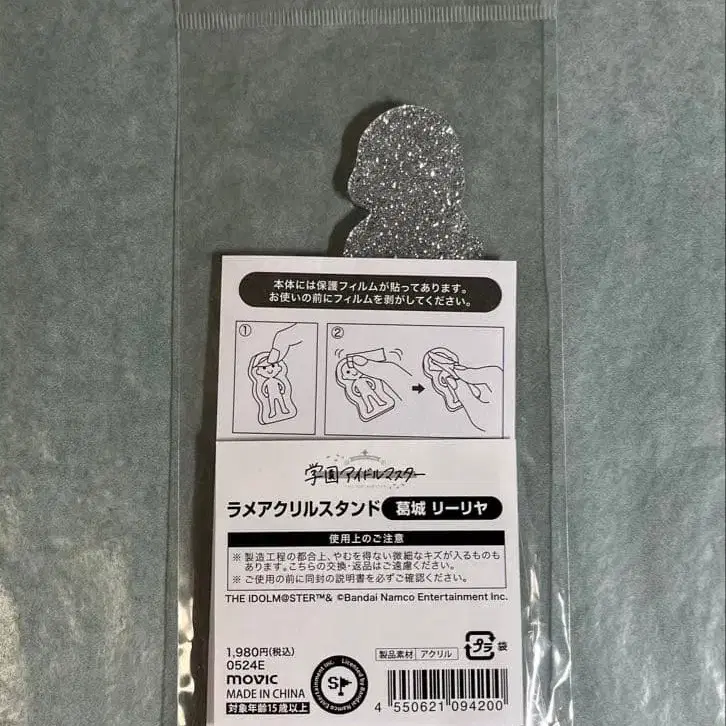 本体には保護フィルムが貼ってあります。
お使いの前にフィルムを剥がしてください。
①
②
学園アイドルマスター
ラメアクリルスタンド 葛城 リーリヤ
使用上のご注意
※製造工程の都合上、やむを得ない微細なキズが入るものも
あります。こちらの交換・返品はご遠慮ください。
※ご使用の前に同封の説明書を必ずご確認ください。
THE IDOLM@STER™& ©Bandai Namco Entertainment Inc.
1,980円(税込)
0524E
movic
MADE IN CHINA
対象年齢15歳以上
Licensed by Bandai Namco Entertainment Inc.
SP
製品素材 アクリル
プラ 袋
4 550621 094200